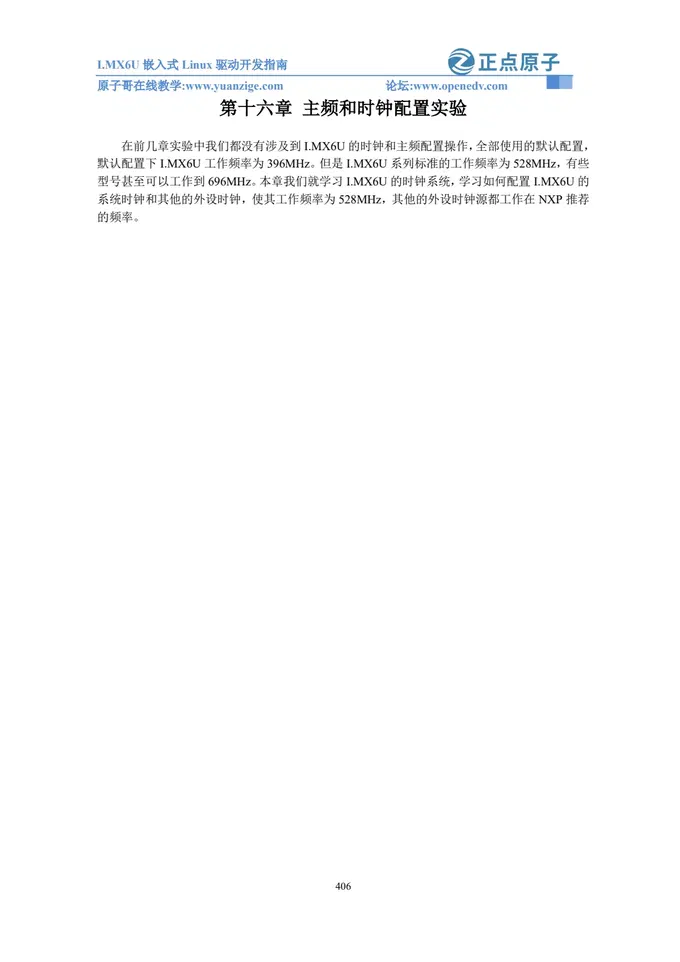 I.MX6U 嵌入式 Linux 驱动开发指南
正点原子
原子哥在线教学:www.yuanzige.com 论坛:www.openedv.com
第十六章 主频和时钟配置实验
在前几章实验中我们都没有涉及到 I.MX6U 的时钟和主频配置操作，全部使用的默认配置，
默认配置下 I.MX6U 工作频率为 396MHz。但是 I.MX6U 系列标准的工作频率为 528MHz，有些
型号甚至可以工作到 696MHz。本章我们就学习 I.MX6U 的时钟系统，学习如何配置 I.MX6U 的
系统时钟和其他的外设时钟，使其工作频率为 528MHz，其他的外设时钟源都工作在 NXP 推荐
的频率。
406